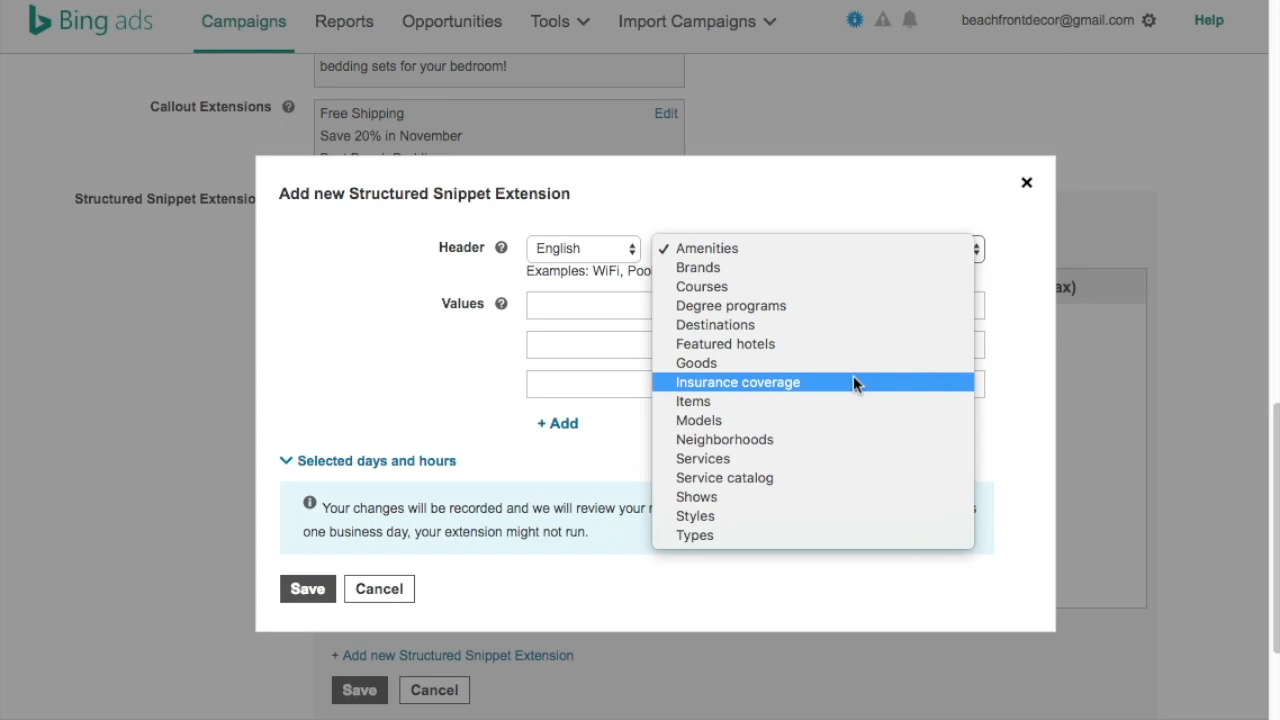 Bing ads Campaigns Reports Opportunities Tools Import Campaigns beachfrontdecor@gmail.com Help
bedding sets for your bedroom!
Callout Extensions
Free Shipping Edit
Save 20% in November
Structured Snippet Extensio
Add new Structured Snippet Extension
Header English
Examples: WiFi, Poo
Values
+ Add
✓ Amenities
Brands
Courses
Degree programs
Destinations
Featured hotels
Goods
Insurance coverage
Items
Models
Neighborhoods
Services
Service catalog
Shows
Styles
Types
ax)
Selected days and hours
Your changes will be recorded and we will review your s
one business day, your extension might not run.
Save Cancel
+ Add new Structured Snippet Extension
Save Cancel